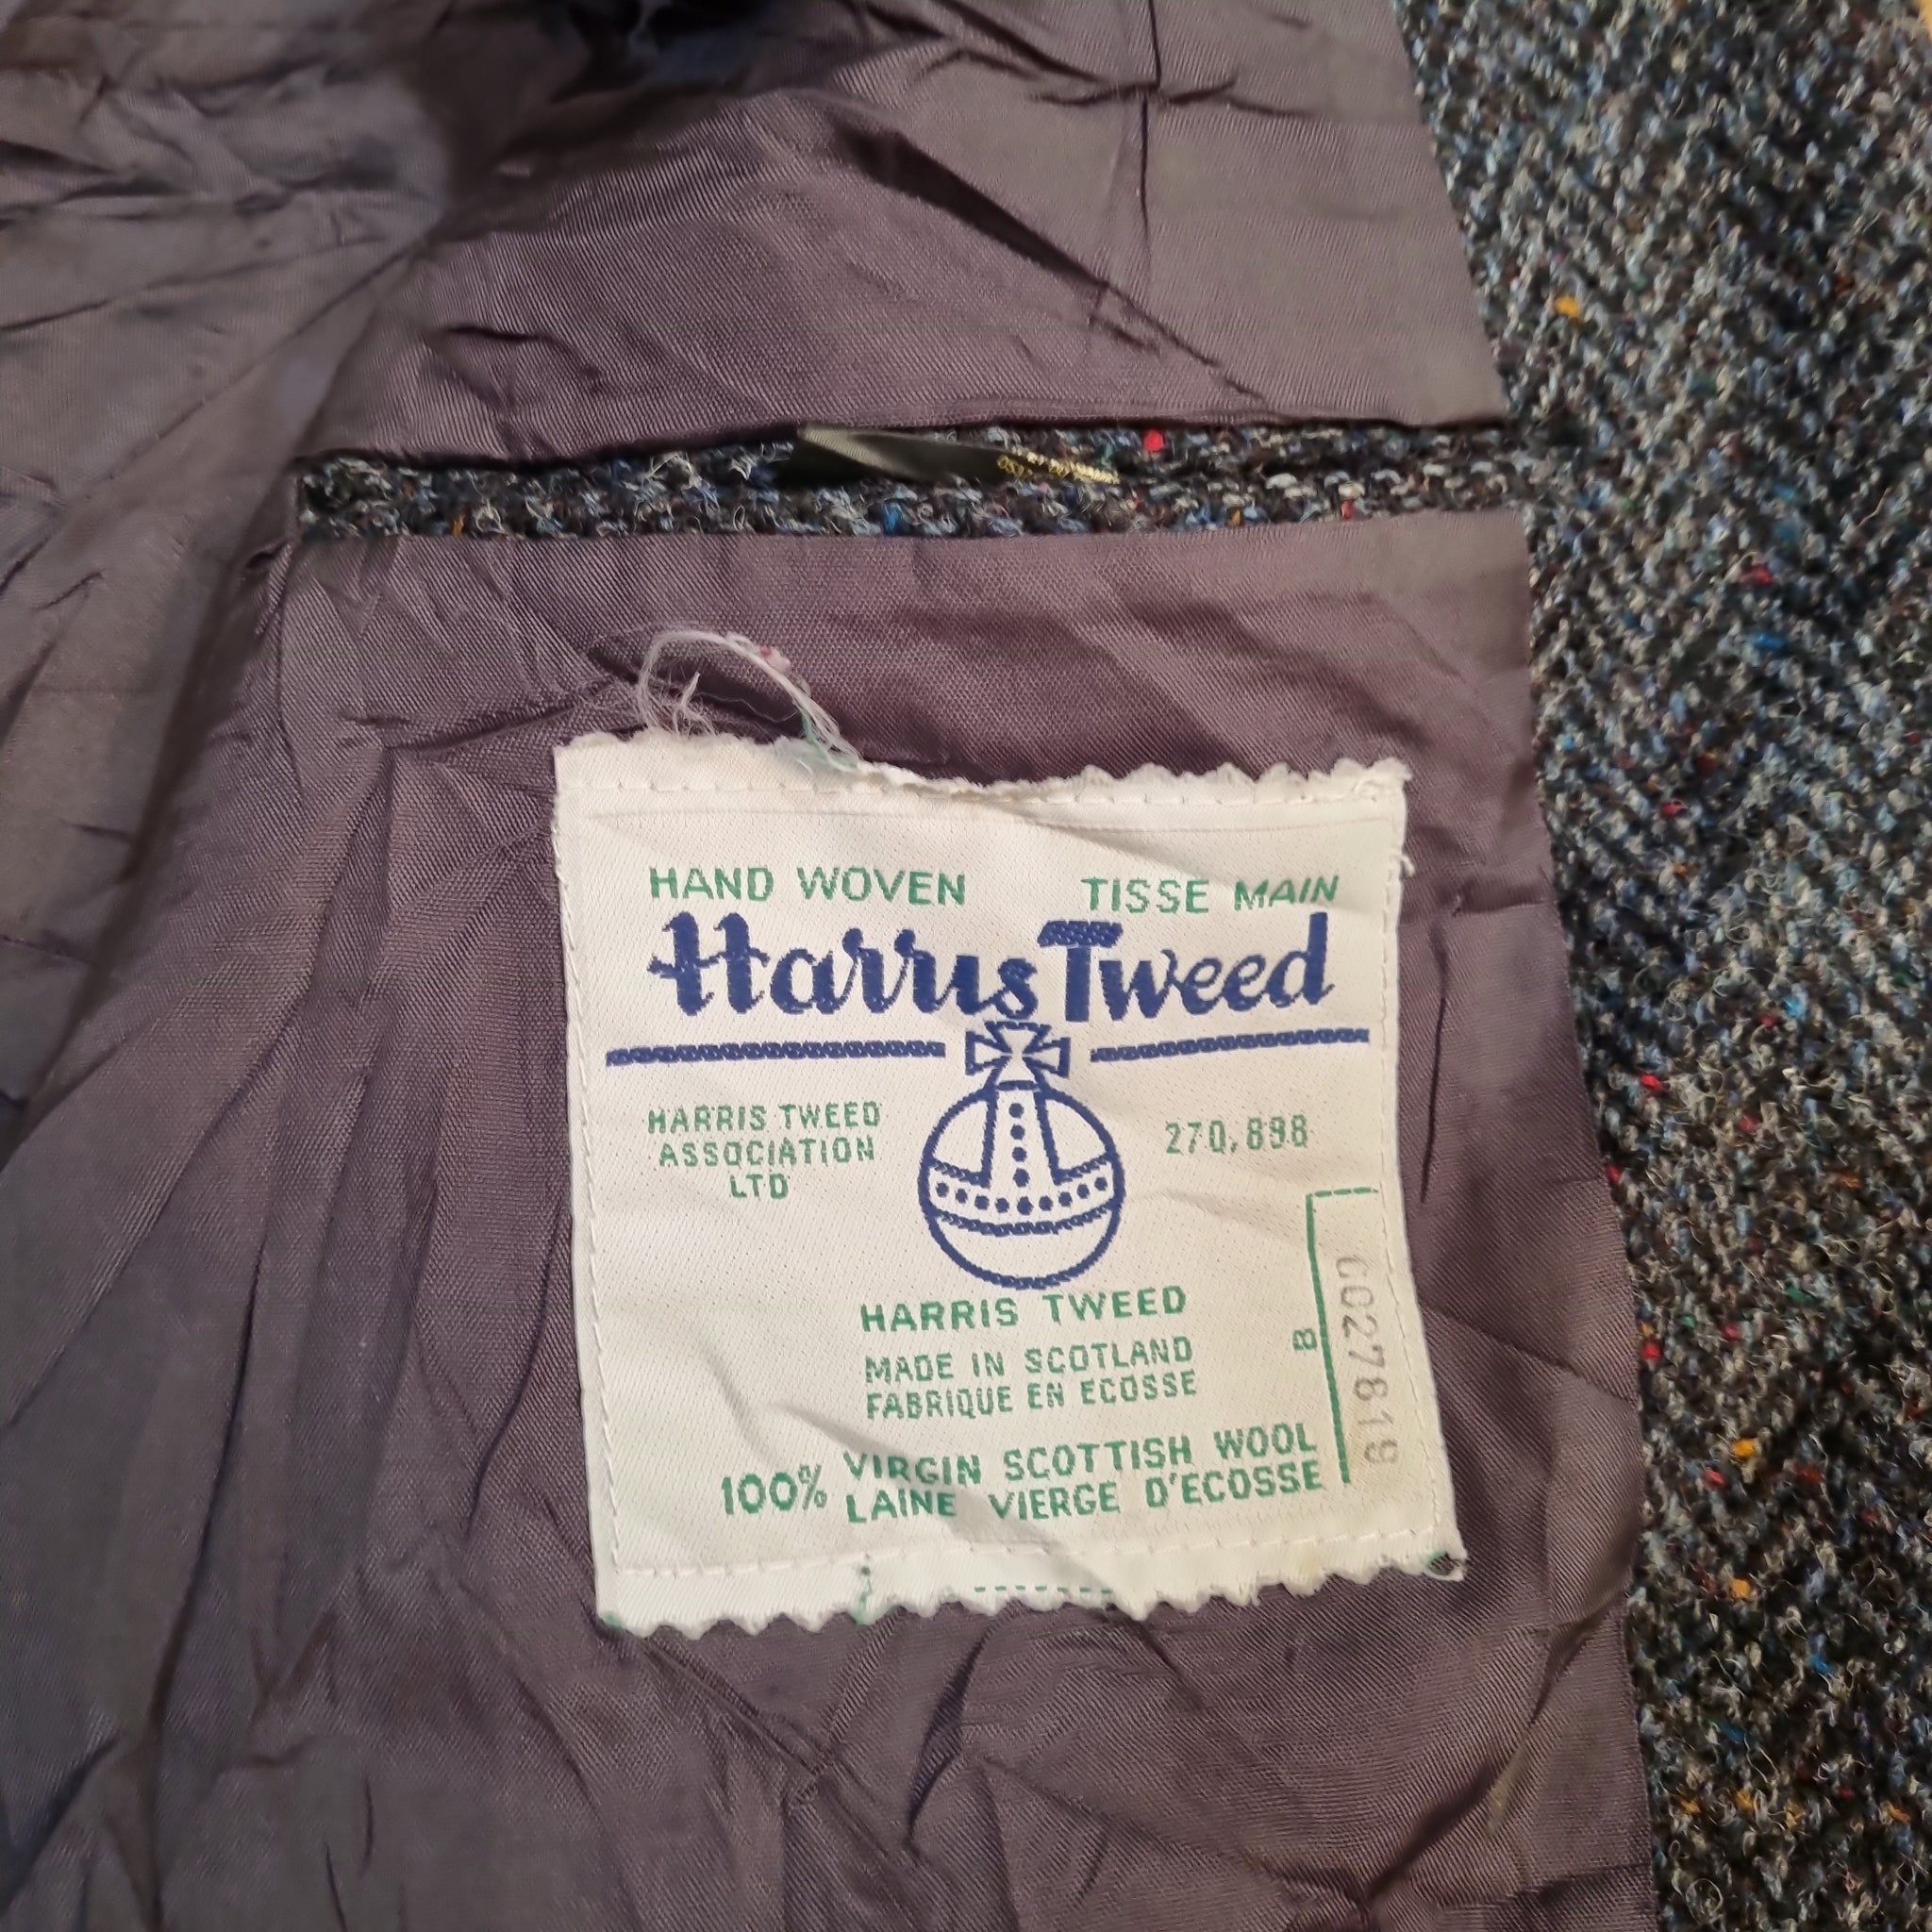 HAND WOVEN TISSE MAIN
Harris Tweed
HARRIS TWEED
ASSOCIATION
LTD
270,898
HARRIS TWEED
MADE IN SCOTLAND
FABRIQUE EN ECOSSE
100% VIRGIN SCOTTISH WOOL
LAINE VIERGE D'ECOSSE
8